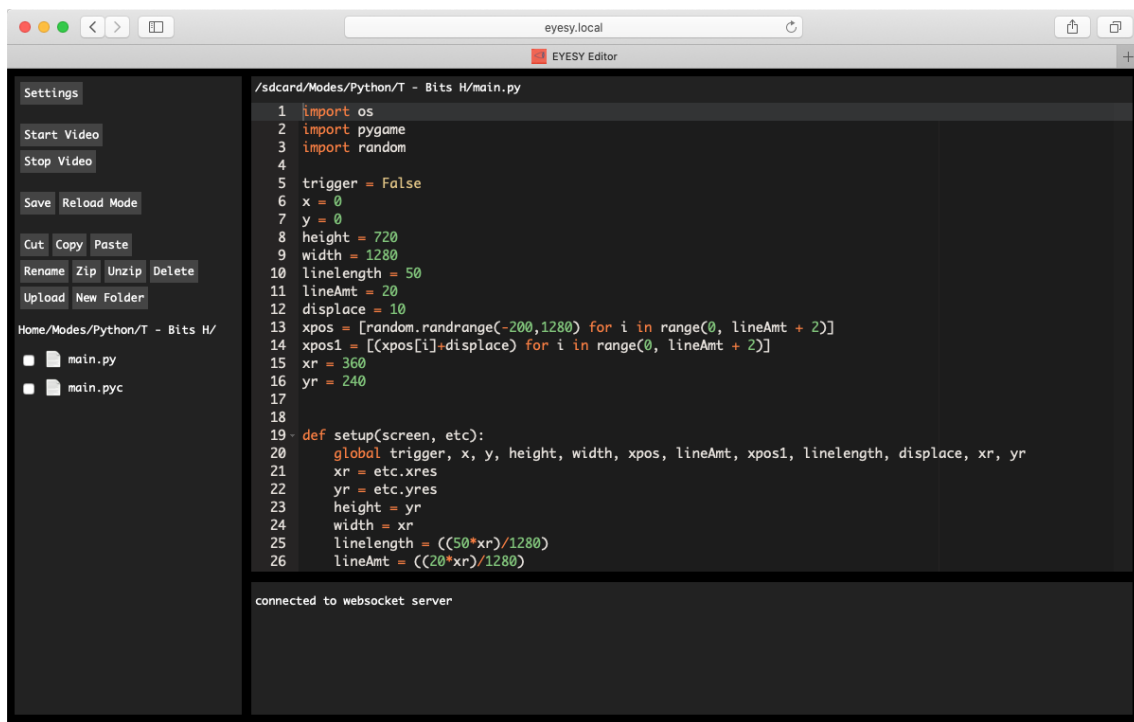 eyesy.local
EYESY Editor
Settings
Start Video
Stop Video
Save Reload Mode
Cut Copy Paste
Rename Zip Unzip Delete
Upload New Folder
Home/Modes/Python/T - Bits H/
main.py
main.pyc
/sdcard/Modes/Python/T - Bits H/main.py
1 import os
2 import pygame
3 import random
4
5 trigger = False
6 x = 0
7 y = 0
8 height = 720
9 width = 1280
10 linelength = 50
11 lineAmt = 20
12 displace = 10
13 xpos = [random.randrange(-200,1280) for i in range(0, lineAmt + 2)]
14 xpos1 = [(xpos[i]+displace) for i in range(0, lineAmt + 2)]
15 xr = 360
16 yr = 240
17
18
19 def setup(screen, etc):
20     global trigger, x, y, height, width, xpos, lineAmt, xpos1, linelength, displace, xr, yr
21     xr = etc.xres
22     yr = etc.yres
23     height = yr
24     width = xr
25     linelength = ((50*xr)/1280)
26     lineAmt = ((20*xr)/1280)
connected to websocket server